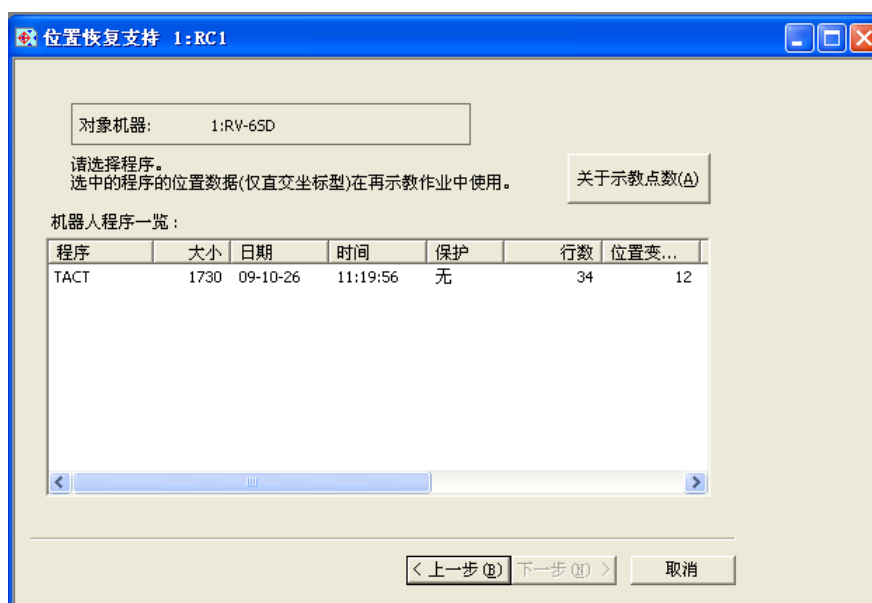 位置恢复支持 1:RC1
对象机器: 1:RV-6SD
请选择程序。
选中的程序的位置数据(仅直交坐标型)在再示教作业中使用。
关于示教点数(A)
机器人程序一览:
程序 大小 日期 时间 保护 行数 位置变...
TACT 1730 09-10-26 11:19:56 无 34 12
< 上一步(B) 下一步(N) > 取消